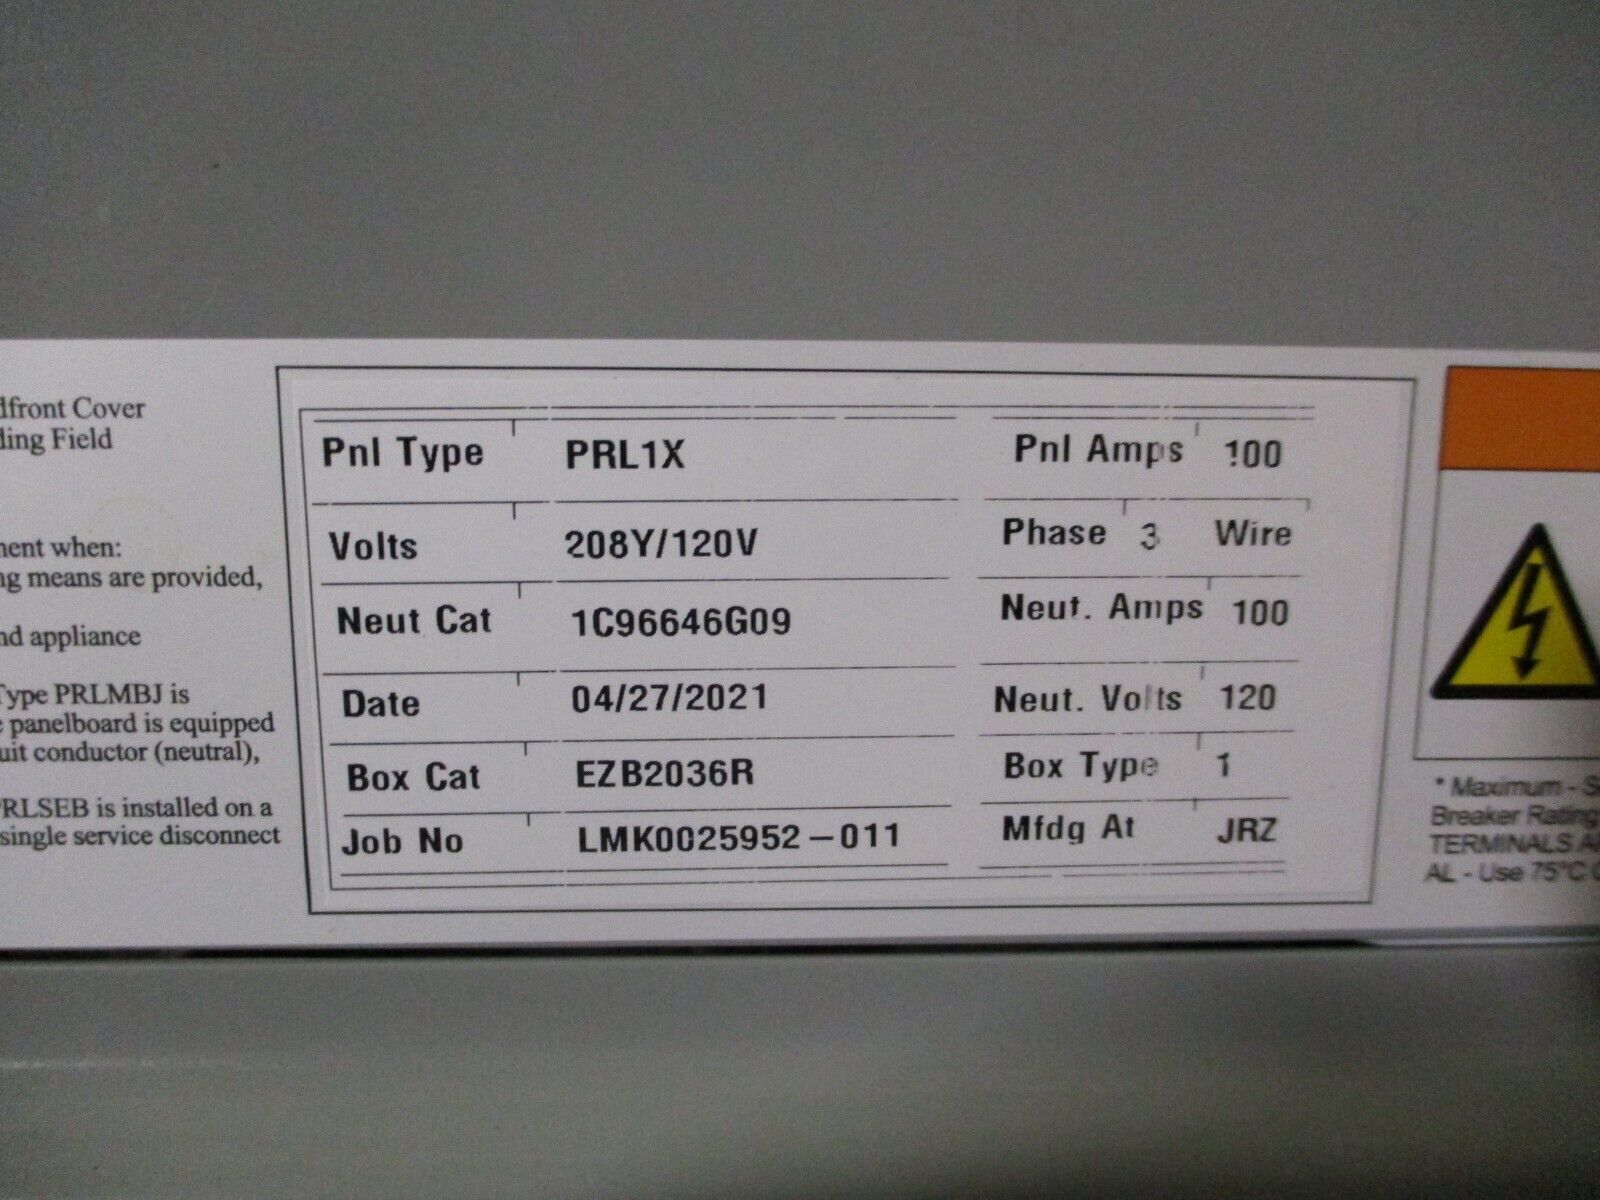 dfront Cover
ding Field
ment when:
ng means are provided,
nd appliance
Type PRLMBJ is
e panelboard is equipped
uit conductor (neutral),
PRLSEB is installed on a
single service disconnect
Pnl Type PRL1X Pnl Amps 100
Volts 208Y/120V Phase 3 Wire
Neut Cat 1C96646G09 Neut. Amps 100
Date 04/27/2021 Neut. Volts 120
Box Cat EZB2036R Box Type 1
Job No LMK0025952-011 Mfdg At JRZ
* Maximum - S
Breaker Rating
TERMINALS A
AL - Use 75°C